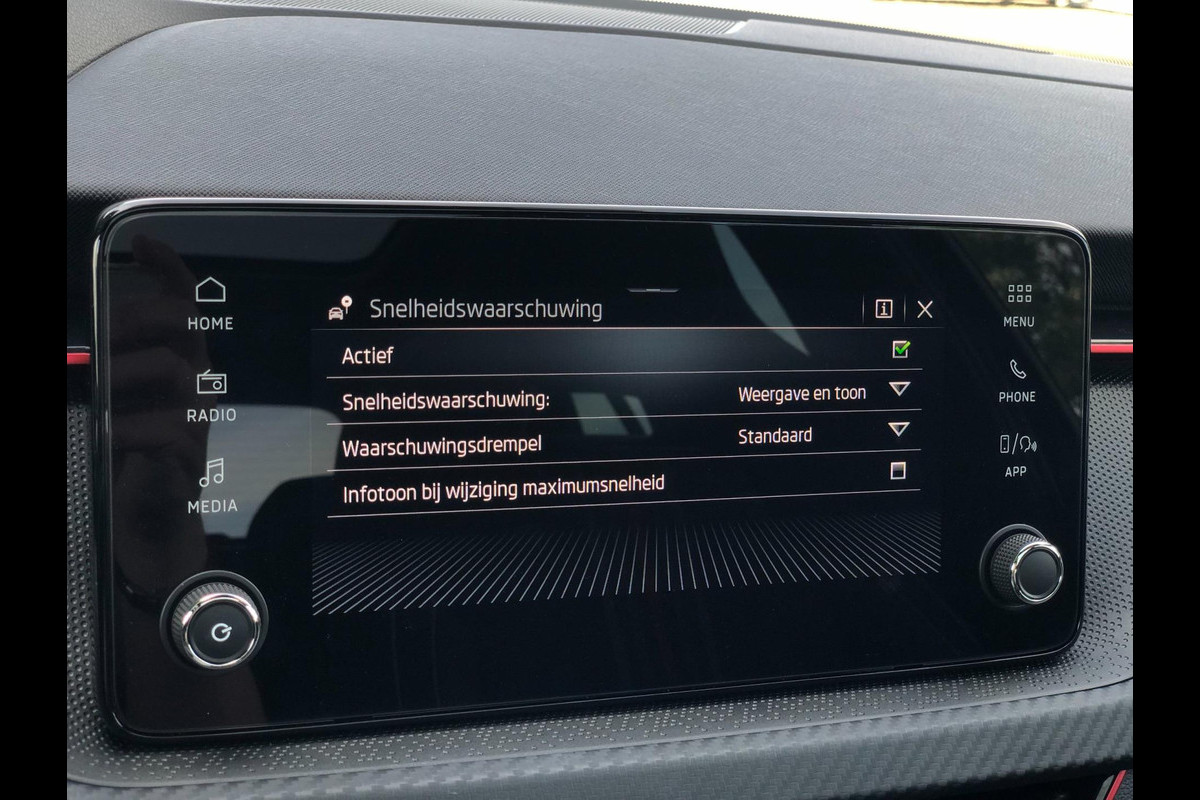 HOME
RADIO
MEDIA
Snelheidswaarschuwing
Actief
Snelheidswaarschuwing: Weergave en toon
Waarschuwingsdrempel Standaard
Infotoon bij wijziging maximumsnelheid
MENU
PHONE
APP